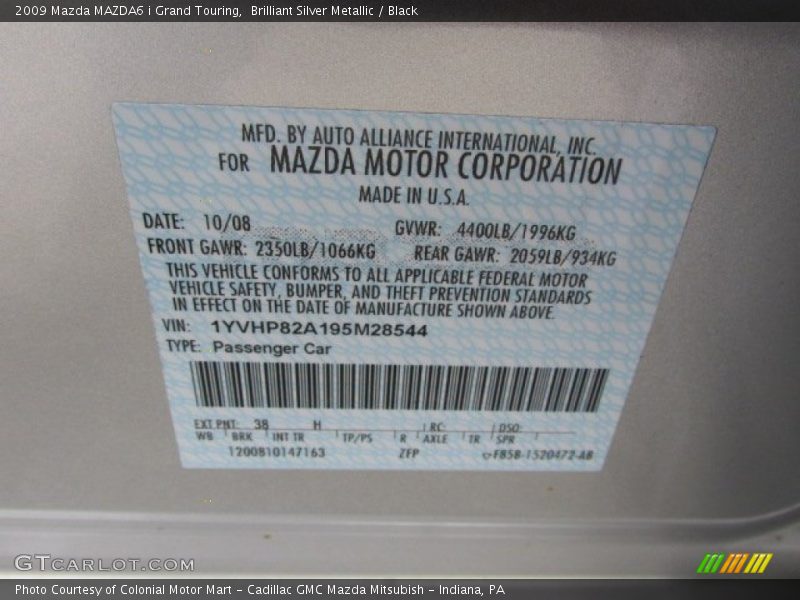 2009 Mazda MAZDA6 i Grand Touring,  Brilliant Silver Metallic / Black
MFD. BY AUTO ALLIANCE INTERNATIONAL, INC.
FOR MAZDA MOTOR CORPORATION
MADE IN U.S.A.
DATE: 10/08 GVWR: 4400LB/1996KG
FRONT GAWR: 2350LB/1066KG REAR GAWR: 2059LB/934KG
THIS VEHICLE CONFORMS TO ALL APPLICABLE FEDERAL MOTOR
VEHICLE SAFETY, BUMPER, AND THEFT PREVENTION STANDARDS
IN EFFECT ON THE DATE OF MANUFACTURE SHOWN ABOVE.
VIN: 1YVHP82A195M28544
TYPE: Passenger Car
EXT PNT: 38 H RC: DSO:
WB BRK INT TR TP/PS R AXLE TR SPR
1200810147163 ZFP F85B-1520472-AB
GTCARLOT.COM
Photo Courtesy of Colonial Motor Mart – Cadillac GMC Mazda Mitsubish – Indiana, PA